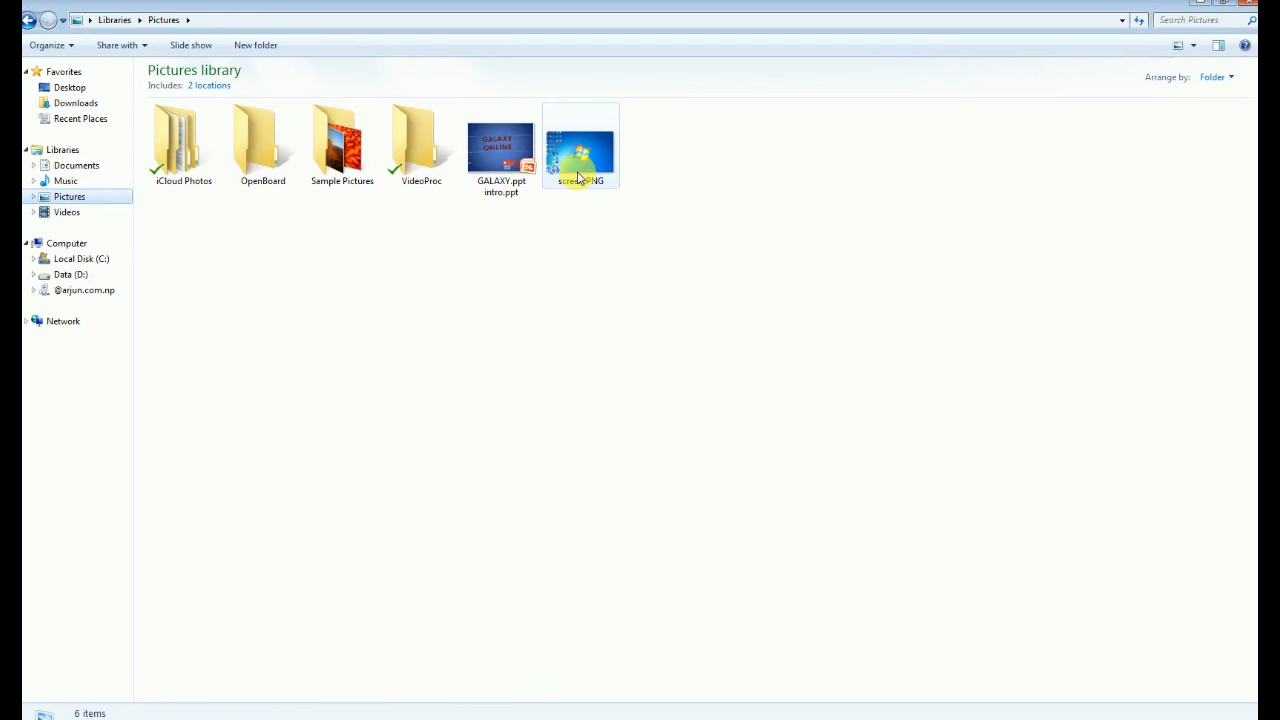 Libraries Pictures
Search Pictures
Organize Share with Slide show New folder
Pictures library
Includes: 2 locations
Arrange by: Folder
Favorites
Desktop
Downloads
Recent Places
Libraries
Documents
Music
Pictures
Videos
Computer
Local Disk (C:)
Data (D:)
@arjun.com.np
Network
GALAXY
ONLINE
iCloud Photos
OpenBoard
Sample Pictures
VideoProc
GALAXY.ppt
intro.ppt
6 items